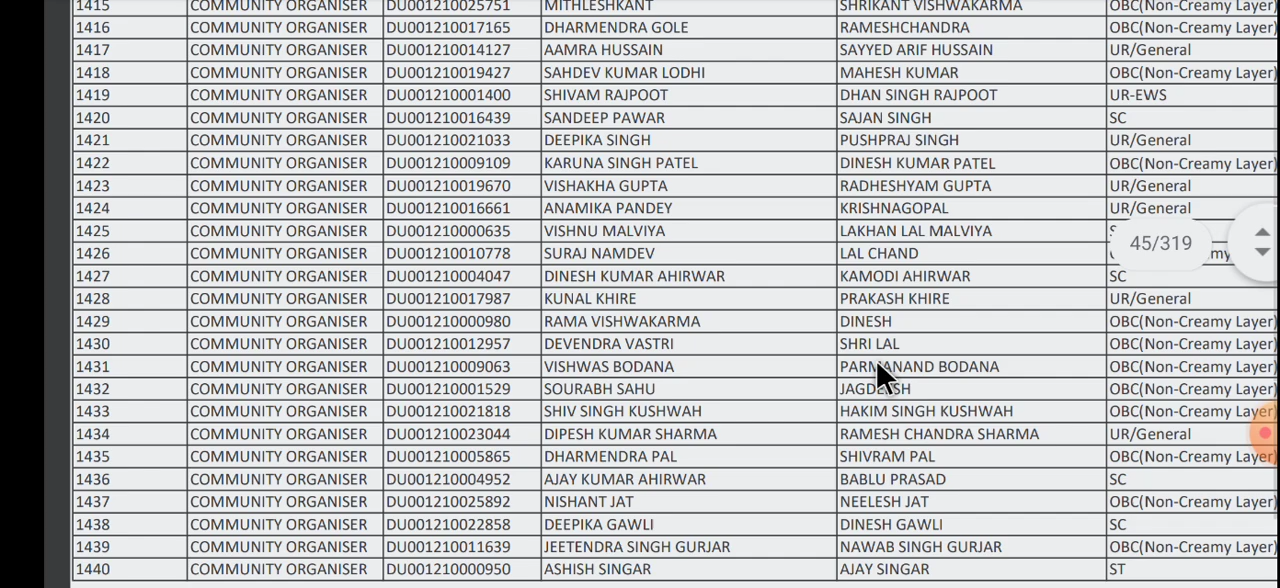 1415 COMMUNITY ORGANISER DU001210025751 MITHLESHKANT SHRIKANT VISHWAKARMA OBC(Non-Creamy Layer)
1416 COMMUNITY ORGANISER DU001210017165 DHARMENDRA GOLE RAMESHCHANDRA OBC(Non-Creamy Layer)
1417 COMMUNITY ORGANISER DU001210014127 AAMRA HUSSAIN SAYYED ARIF HUSSAIN UR/General
1418 COMMUNITY ORGANISER DU001210019427 SAHDEV KUMAR LODHI MAHESH KUMAR OBC(Non-Creamy Layer)
1419 COMMUNITY ORGANISER DU001210001400 SHIVAM RAJPOOT DHAN SINGH RAJPOOT UR-EWS
1420 COMMUNITY ORGANISER DU001210016439 SANDEEP PAWAR SAJAN SINGH SC
1421 COMMUNITY ORGANISER DU001210021033 DEEPIKA SINGH PUSHPRAJ SINGH UR/General
1422 COMMUNITY ORGANISER DU001210009109 KARUNA SINGH PATEL DINESH KUMAR PATEL OBC(Non-Creamy Layer)
1423 COMMUNITY ORGANISER DU001210019670 VISHAKHA GUPTA RADHESHYAM GUPTA UR/General
1424 COMMUNITY ORGANISER DU001210016661 ANAMIKA PANDEY KRISHNAGOPAL UR/General
1425 COMMUNITY ORGANISER DU001210000635 VISHNU MALVIYA LAKHAN LAL MALVIYA
45/319
1426 COMMUNITY ORGANISER DU001210010778 SURAJ NAMDEV LAL CHAND
1427 COMMUNITY ORGANISER DU001210004047 DINESH KUMAR AHIRWAR KAMODI AHIRWAR SC
1428 COMMUNITY ORGANISER DU001210017987 KUNAL KHIRE PRAKASH KHIRE UR/General
1429 COMMUNITY ORGANISER DU001210000980 RAMA VISHWAKARMA DINESH OBC(Non-Creamy Layer)
1430 COMMUNITY ORGANISER DU001210012957 DEVENDRA VASTRI SHRI LAL OBC(Non-Creamy Layer)
1431 COMMUNITY ORGANISER DU001210009063 VISHWAS BODANA PARMANAND BODANA OBC(Non-Creamy Layer)
1432 COMMUNITY ORGANISER DU001210001529 SOURABH SAHU OBC(Non-Creamy Layer)
1433 COMMUNITY ORGANISER DU001210021818 SHIV SINGH KUSHWAH HAKIM SINGH KUSHWAH OBC(Non-Creamy Layer)
1434 COMMUNITY ORGANISER DU001210023044 DIPESH KUMAR SHARMA RAMESH CHANDRA SHARMA UR/General
1435 COMMUNITY ORGANISER DU001210005865 DHARMENDRA PAL SHIVRAM PAL OBC(Non-Creamy Layer)
1436 COMMUNITY ORGANISER DU001210004952 AJAY KUMAR AHIRWAR BABLU PRASAD SC
1437 COMMUNITY ORGANISER DU001210025892 NISHANT JAT NEELESH JAT OBC(Non-Creamy Layer)
1438 COMMUNITY ORGANISER DU001210022858 DEEPIKA GAWLI DINESH GAWLI SC
1439 COMMUNITY ORGANISER DU001210011639 JEETENDRA SINGH GURJAR NAWAB SINGH GURJAR OBC(Non-Creamy Layer)
1440 COMMUNITY ORGANISER DU001210000950 ASHISH SINGAR AJAY SINGAR ST